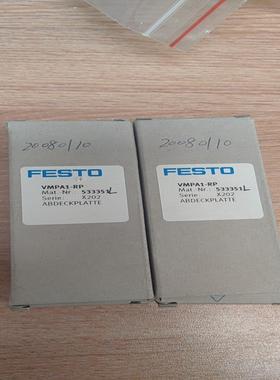 20080110
FESTO
VMPA1-RP
Mat.-Nr.: 533351
Serie: X202
ABDECKPLATTE
20080110
FESTO
VMPA1-RP
Mat.-Nr.: 533351
Serie: X202
ABDECKPLATTE